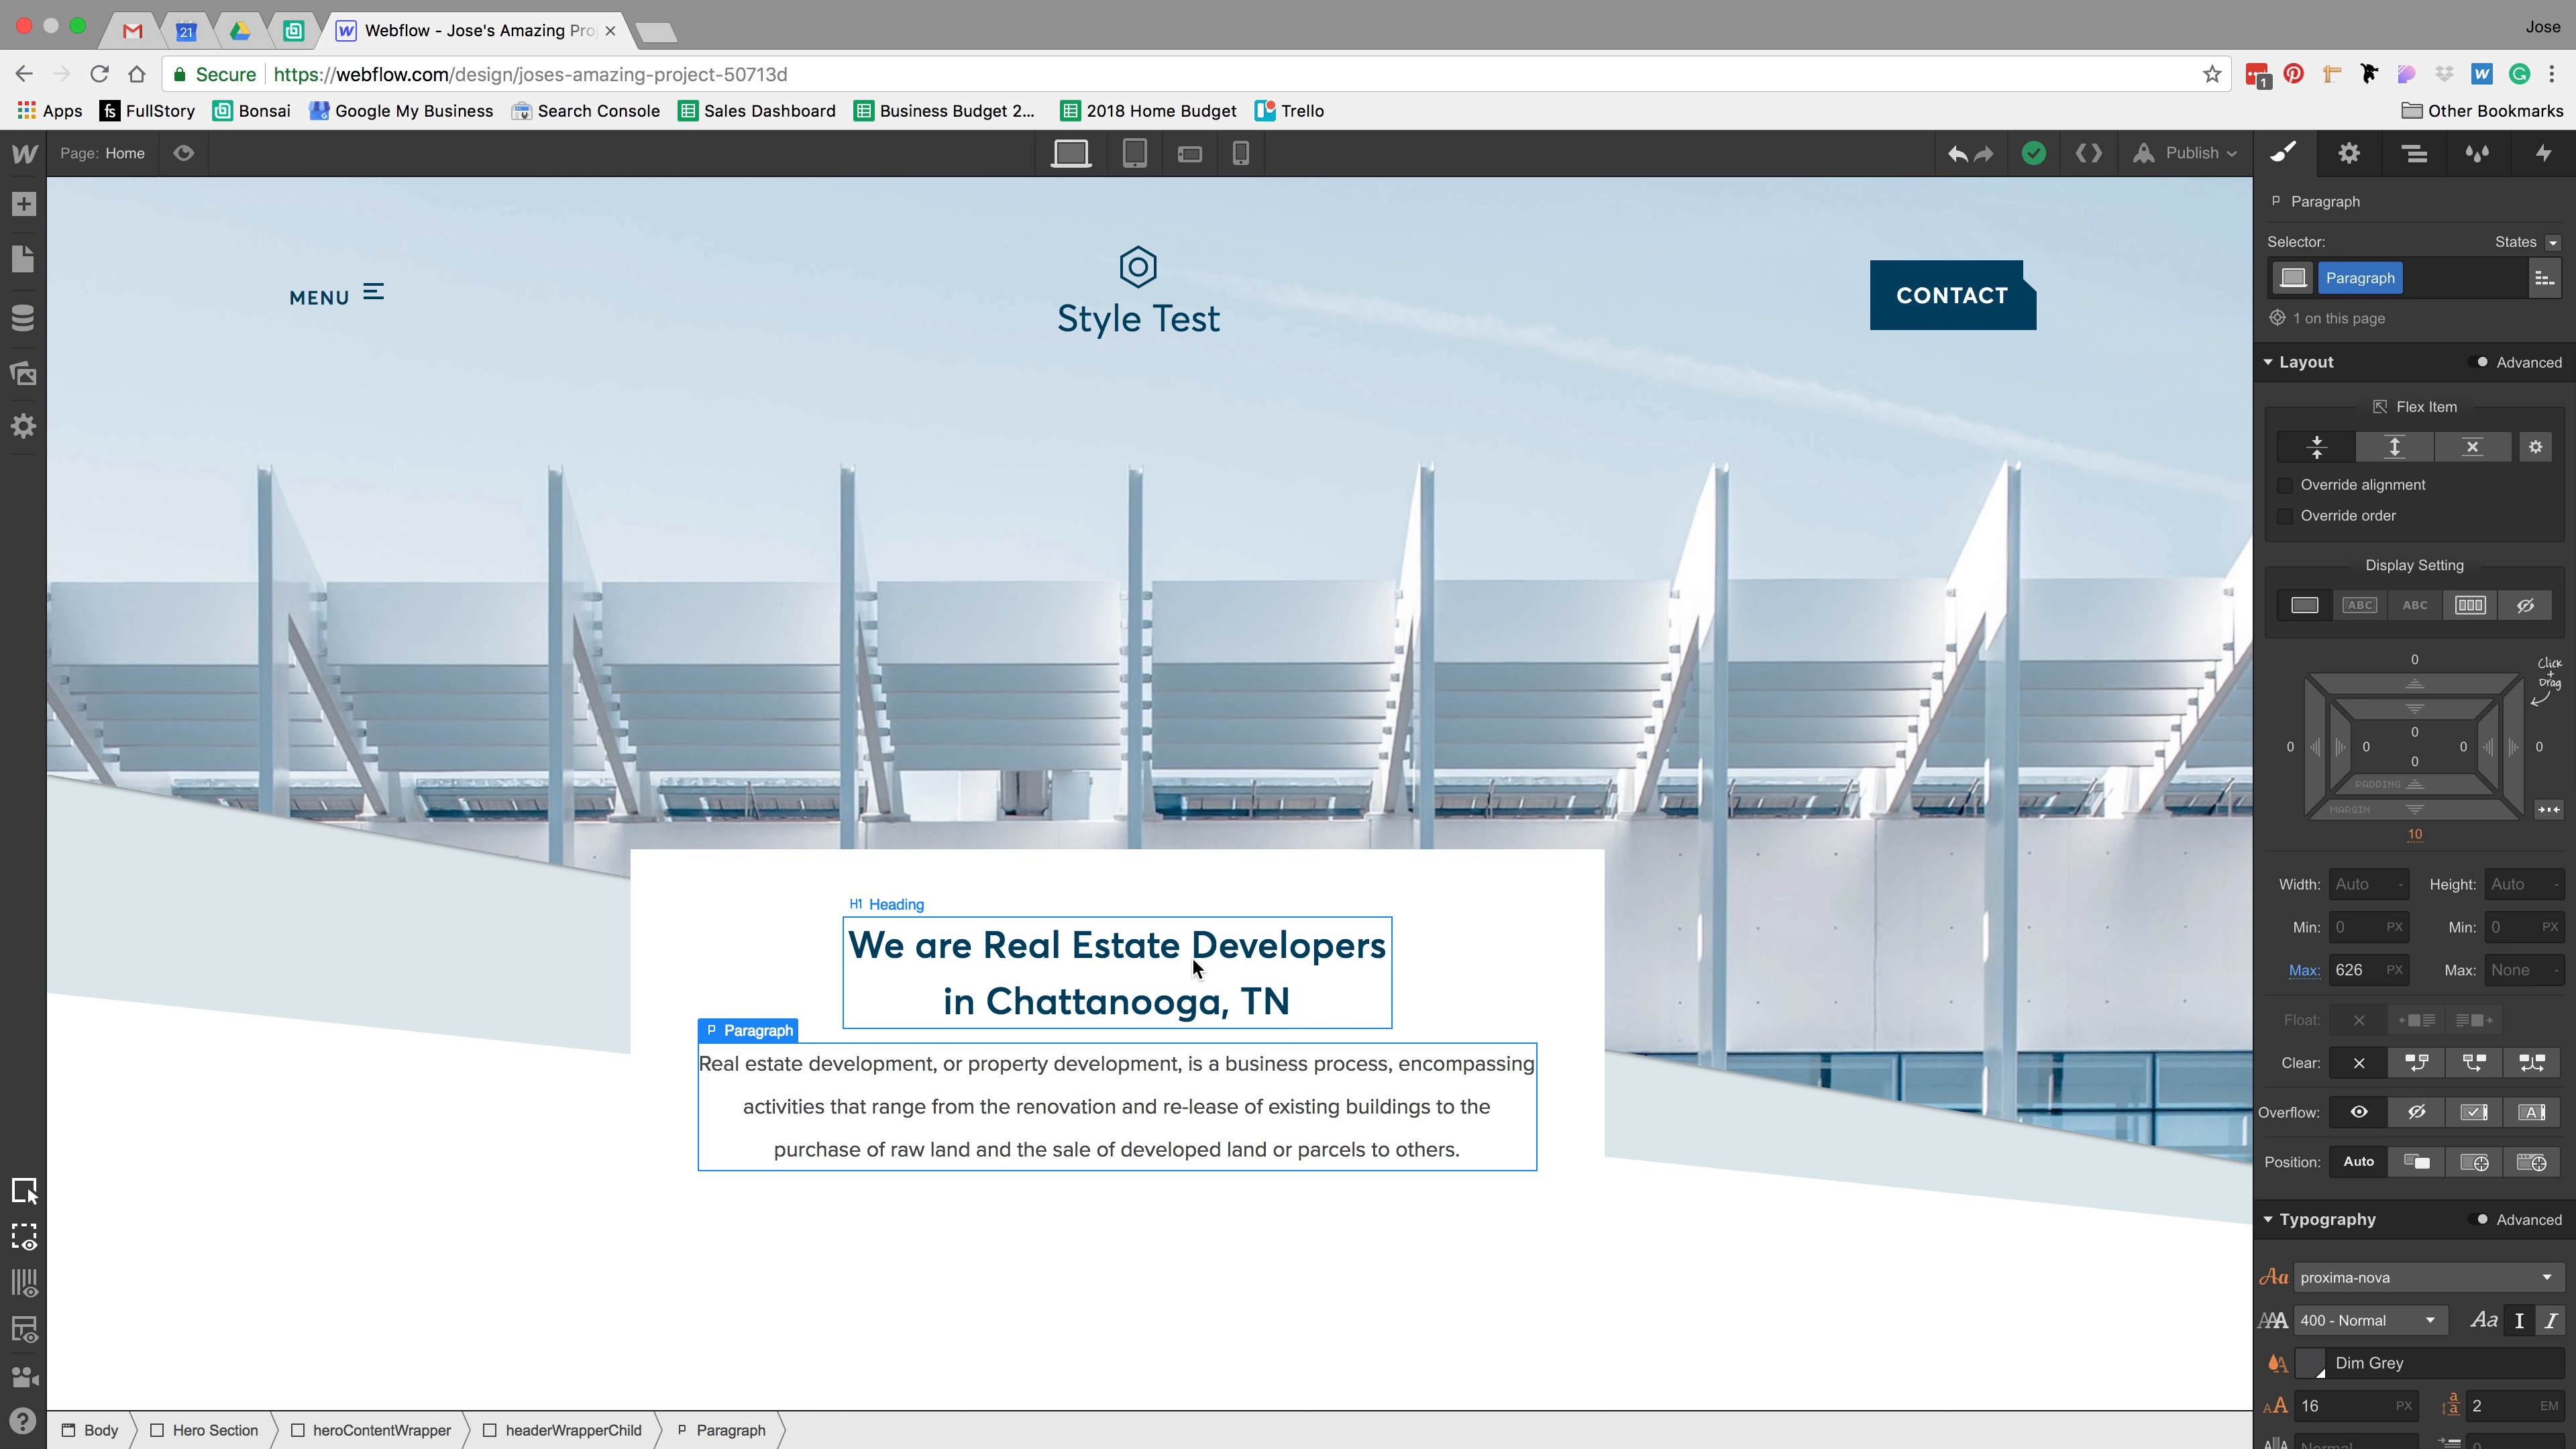 Webflow - Jose's Amazing Pro
Jose
21
Secure
https://webflow.com/design/joses-amazing-project-50713d
1
Apps
fs FullStory
Bonsai
Google My Business
Search Console
Sales Dashboard
Business Budget 2...
2018 Home Budget
Trello
Other Bookmarks
Page: Home
Publish
MENU
Style Test
CONTACT
H1 Heading
We are Real Estate Developers
in Chattanooga, TN
P Paragraph
Real estate development, or property development, is a business process, encompassing
activities that range from the renovation and re-lease of existing buildings to the
purchase of raw land and the sale of developed land or parcels to others.
P Paragraph
Selector:
States
Paragraph
1 on this page
Layout
Advanced
Flex Item
Override alignment
Override order
Display Setting
ABC
ABC
0
Click
+
Drag
0
0
0
0
0
0
PADDING
MARGIN
10
Width: Auto -
Height: Auto -
Min: 0 PX
Min: 0 PX
Max: 626 PX
Max: None -
Float:
Clear:
Overflow:
Position: Auto
Typography
Advanced
Aa proxima-nova
AAA 400 - Normal
Aa I I
Dim Grey
AA 16 PX
2 EM
Body
Hero Section
heroContentWrapper
headerWrapperChild
P Paragraph